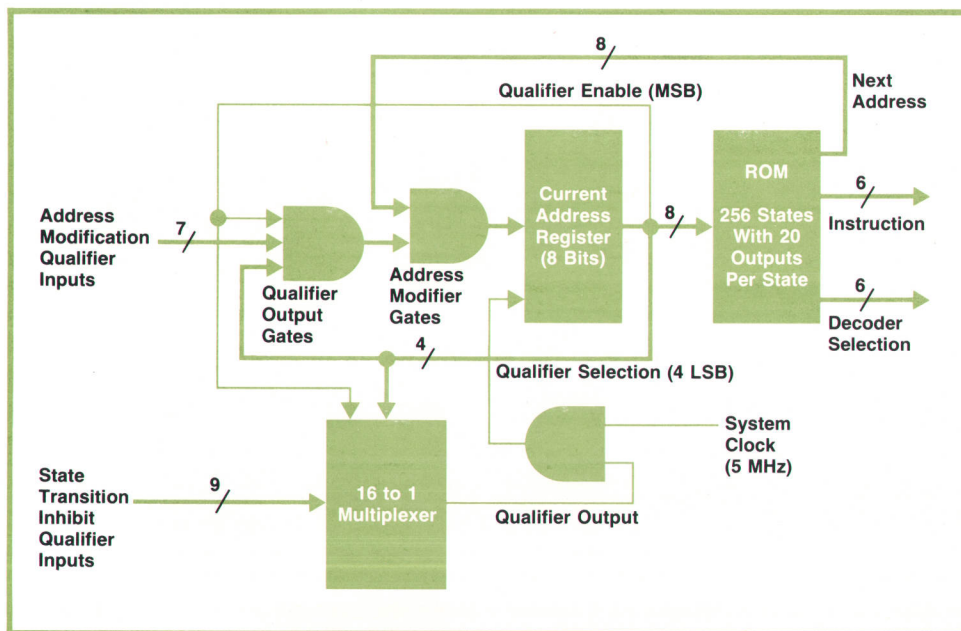 8
Qualifier Enable (MSB)
Next
Address
Current
Address
Register
(8 Bits)
ROM
256 States
With 20
Outputs
Per State
8
6
Instruction
6
Decoder
Selection
Address
Modification
Qualifier
Inputs
7
Qualifier
Output
Gates
Address
Modifier
Gates
4
Qualifier Selection (4 LSB)
System
Clock
(5 MHz)
State
Transition
Inhibit
Qualifier
Inputs
9
16 to 1
Multiplexer
Qualifier Output